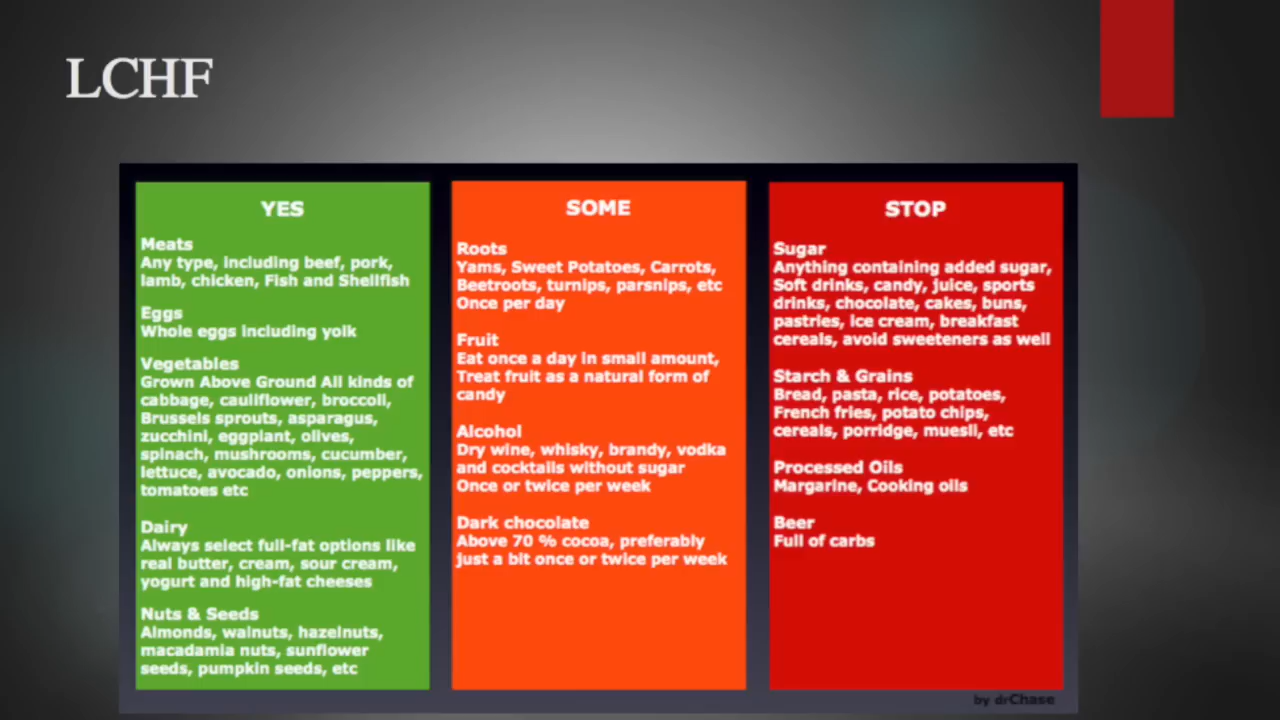 LCHF
YES
Meats
Any type, including beef, pork,
lamb, chicken, Fish and Shellfish
Eggs
Whole eggs including yolk
Vegetables
Grown Above Ground All kinds of
cabbage, cauliflower, broccoli,
Brussels sprouts, asparagus,
zucchini, eggplant, olives,
spinach, mushrooms, cucumber,
lettuce, avocado, onions, peppers,
tomatoes etc
Dairy
Always select full-fat options like
real butter, cream, sour cream,
yogurt and high-fat cheeses
Nuts & Seeds
Almonds, walnuts, hazelnuts,
macadamia nuts, sunflower
seeds, pumpkin seeds, etc
SOME
Roots
Yams, Sweet Potatoes, Carrots,
Beetroots, turnips, parsnips, etc
Once per day
Fruit
Eat once a day in small amount,
Treat fruit as a natural form of
candy
Alcohol
Dry wine, whisky, brandy, vodka
and cocktails without sugar
Once or twice per week
Dark chocolate
Above 70 % cocoa, preferably
just a bit once or twice per week
STOP
Sugar
Anything containing added sugar,
Soft drinks, candy, juice, sports
drinks, chocolate, cakes, buns,
pastries, ice cream, breakfast
cereals, avoid sweeteners as well
Starch & Grains
Bread, pasta, rice, potatoes,
French fries, potato chips,
cereals, porridge, muesli, etc
Processed Oils
Margarine, Cooking oils
Beer
Full of carbs
by drChase